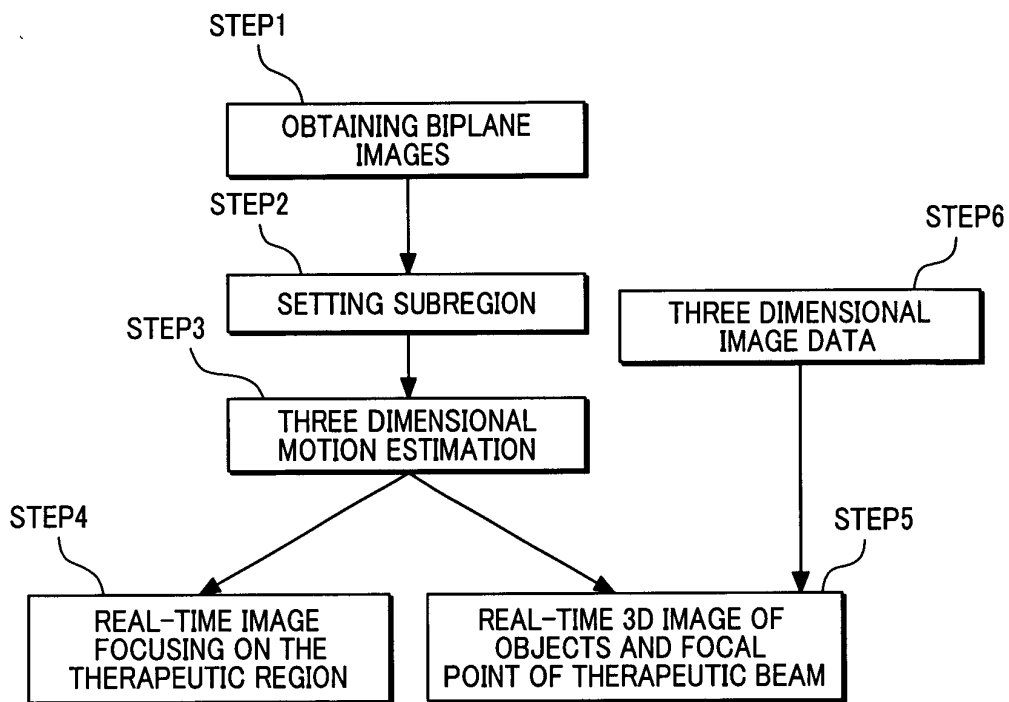 STEP1
OBTAINING BIPLANE
IMAGES
STEP2
SETTING SUBREGION
STEP6
THREE DIMENSIONAL
IMAGE DATA
STEP3
THREE DIMENSIONAL
MOTION ESTIMATION
STEP4
REAL-TIME IMAGE
FOCUSING ON THE
THERAPEUTIC REGION
STEP5
REAL-TIME 3D IMAGE OF
OBJECTS AND FOCAL
POINT OF THERAPEUTIC BEAM